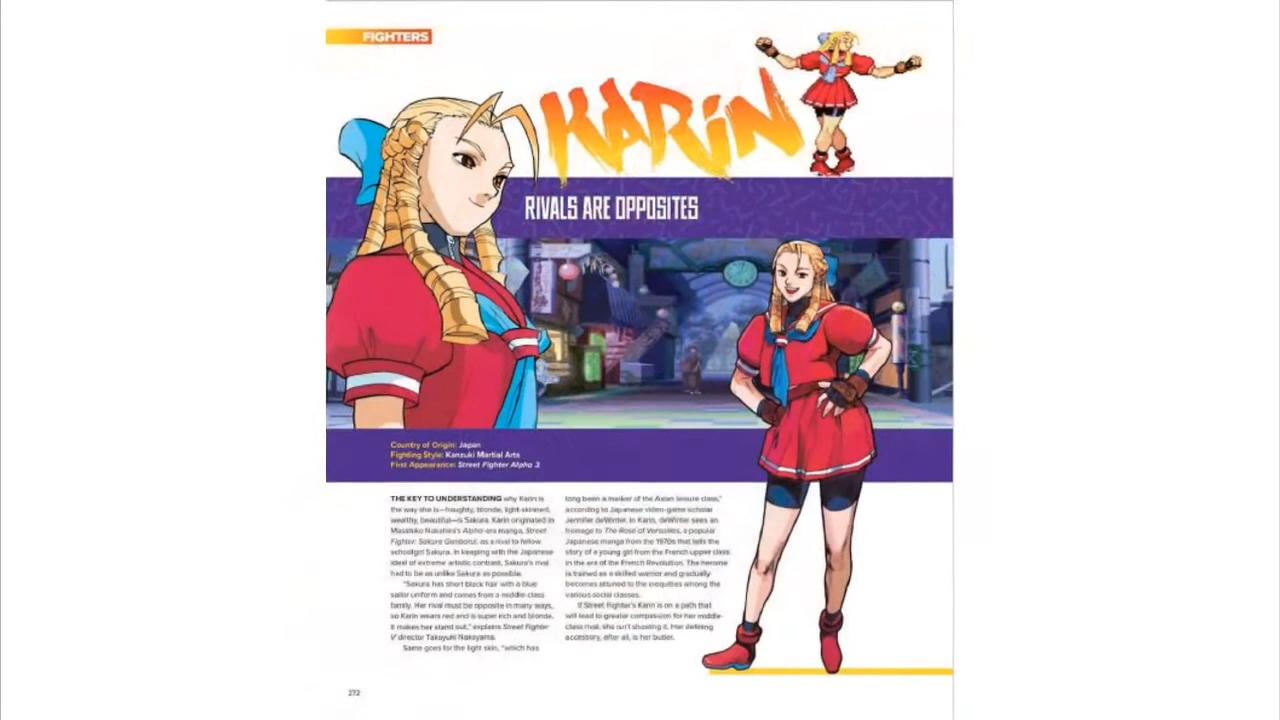 FIGHTERS
KARIN
RIVALS ARE OPPOSITES
Country of Origin: Japan
Fighting Style: Kanzuki Martial Arts
First Appearance: Street Fighter Alpha 3
THE KEY TO UNDERSTANDING why Karin is
the way she is—haughty, blonde, light-skinned,
wealthy, beautiful—is Sakura. Karin originated in
Masahiko Nakahira's Alpha-era manga, Street
Fighter: Sakura Ganbaru!, as a rival to fellow
schoolgirl Sakura. In keeping with the Japanese
ideal of extreme artistic contrast, Sakura's rival
had to be as unlike Sakura as possible.
"Sakura has short black hair with a blue
sailor uniform and comes from a middle-class
family. Her rival must be opposite in many ways,
so Karin wears red and is super rich and blonde.
It makes her stand out," explains Street Fighter
V director Takayuki Nakayama.
Same goes for the light skin, "which has
long been a marker of the Asian leisure class,"
according to Japanese video-game scholar
Jennifer deWinter. In Karin, deWinter sees an
homage to The Rose of Versailles, a popular
Japanese manga from the 1970s that tells the
story of a young girl from the French upper class
in the era of the French Revolution. The heroine
is trained as a skilled warrior and gradually
becomes attuned to the inequities among the
various social classes.
If Street Fighter's Karin is on a path that
will lead to greater compassion for her middle-
class rival, she isn't showing it. Her defining
accessory, after all, is her butler.
272